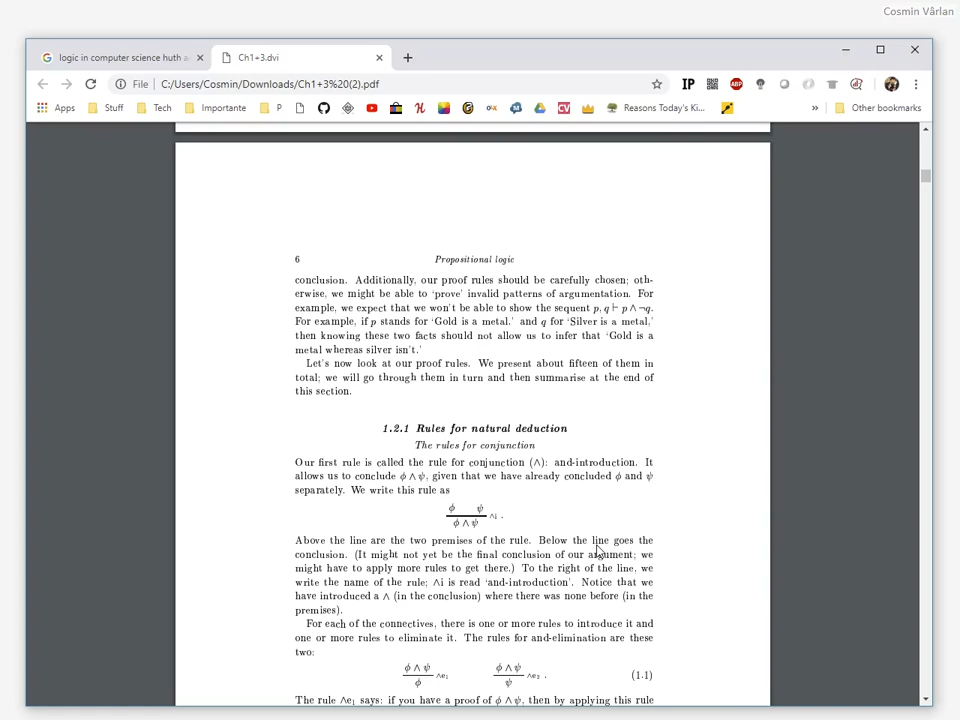 Cosmin Vârlan
logic in computer science huth a
Ch1+3.dvi
File C:/Users/Cosmin/Downloads/Ch1+3%20(2).pdf
IP ABP
Apps Stuff Tech Importante P OLX CV Reasons Today's Ki... » Other bookmarks
6 Propositional logic
conclusion. Additionally, our proof rules should be carefully chosen; oth-
erwise, we might be able to ‘prove’ invalid patterns of argumentation. For
example, we expect that we won't be able to show the sequent p, q ⊢ p ∧ ¬q.
For example, if p stands for ‘Gold is a metal.’ and q for ‘Silver is a metal,’
then knowing these two facts should not allow us to infer that ‘Gold is a
metal whereas silver isn't.’
Let's now look at our proof rules. We present about fifteen of them in
total; we will go through them in turn and then summarise at the end of
this section.
1.2.1 Rules for natural deduction
The rules for conjunction
Our first rule is called the rule for conjunction (∧): and-introduction. It
allows us to conclude ϕ ∧ ψ, given that we have already concluded ϕ and ψ
separately. We write this rule as
ϕ ψ
ϕ ∧ ψ ∧i .
Above the line are the two premises of the rule. Below the line goes the
conclusion. (It might not yet be the final conclusion of our argument; we
might have to apply more rules to get there.) To the right of the line, we
write the name of the rule; ∧i is read ‘and-introduction’. Notice that we
have introduced a ∧ (in the conclusion) where there was none before (in the
premises).
For each of the connectives, there is one or more rules to introduce it and
one or more rules to eliminate it. The rules for and-elimination are these
two:
ϕ ∧ ψ ϕ ∧ ψ
ϕ ∧e₁ ψ ∧e₂ . (1.1)
The rule ∧e₁ says: if you have a proof of ϕ ∧ ψ, then by applying this rule